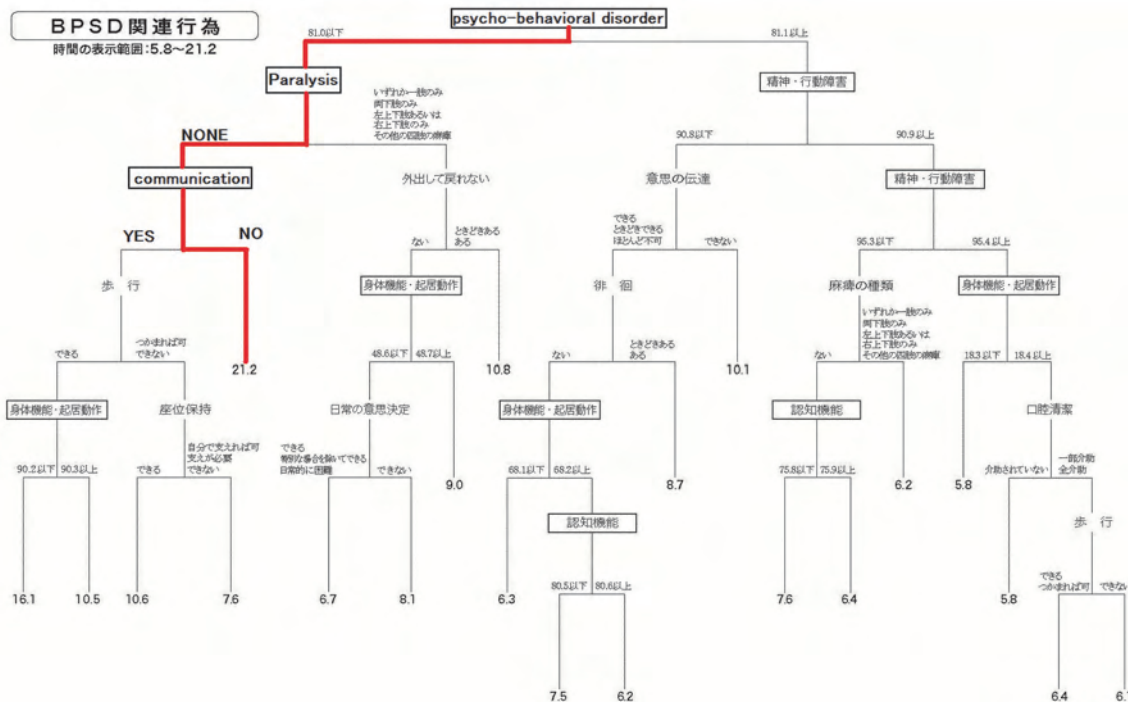 BPSD関連行為
時間の表示範囲:5.8〜21.2
psycho-behavioral disorder
81.0以下
81.1以上
Paralysis
精神・行動障害
いずれか一肢のみ
両下肢のみ
左上下肢あるいは
右上下肢のみ
その他の四肢の麻痺
NONE
90.8以下
90.9以上
communication
外出して戻れない
意思の伝達
精神・行動障害
YES
NO
ない
ときどきある
ある
できる
ときどきできる
ほとんど不可
できない
95.3以下
95.4以上
歩 行
身体機能・起居動作
徘 徊
麻痺の種類
身体機能・起居動作
できる
つかまれば可
できない
21.2
48.6以下
48.7以上
10.8
ない
ときどきある
ある
10.1
ない
いずれか一肢のみ
両下肢のみ
左上下肢あるいは
右上下肢のみ
その他の四肢の麻痺
18.3以下
18.4以上
身体機能・起居動作
座位保持
日常の意思決定
身体機能・起居動作
認知機能
口腔清潔
90.2以下
90.3以上
できる
自分で支えれば可
支えが必要
できない
できる
特別な場合を除いてできる
日常的に困難
できない
9.0
68.1以下
68.2以上
8.7
75.8以下
75.9以上
6.2
5.8
介助されていない
一部介助
全介助
認知機能
歩 行
16.1
10.5
10.6
7.6
6.7
8.1
6.3
80.5以下
80.6以上
7.6
6.4
5.8
できる
つかまれば可
できない
7.5
6.2
6.4